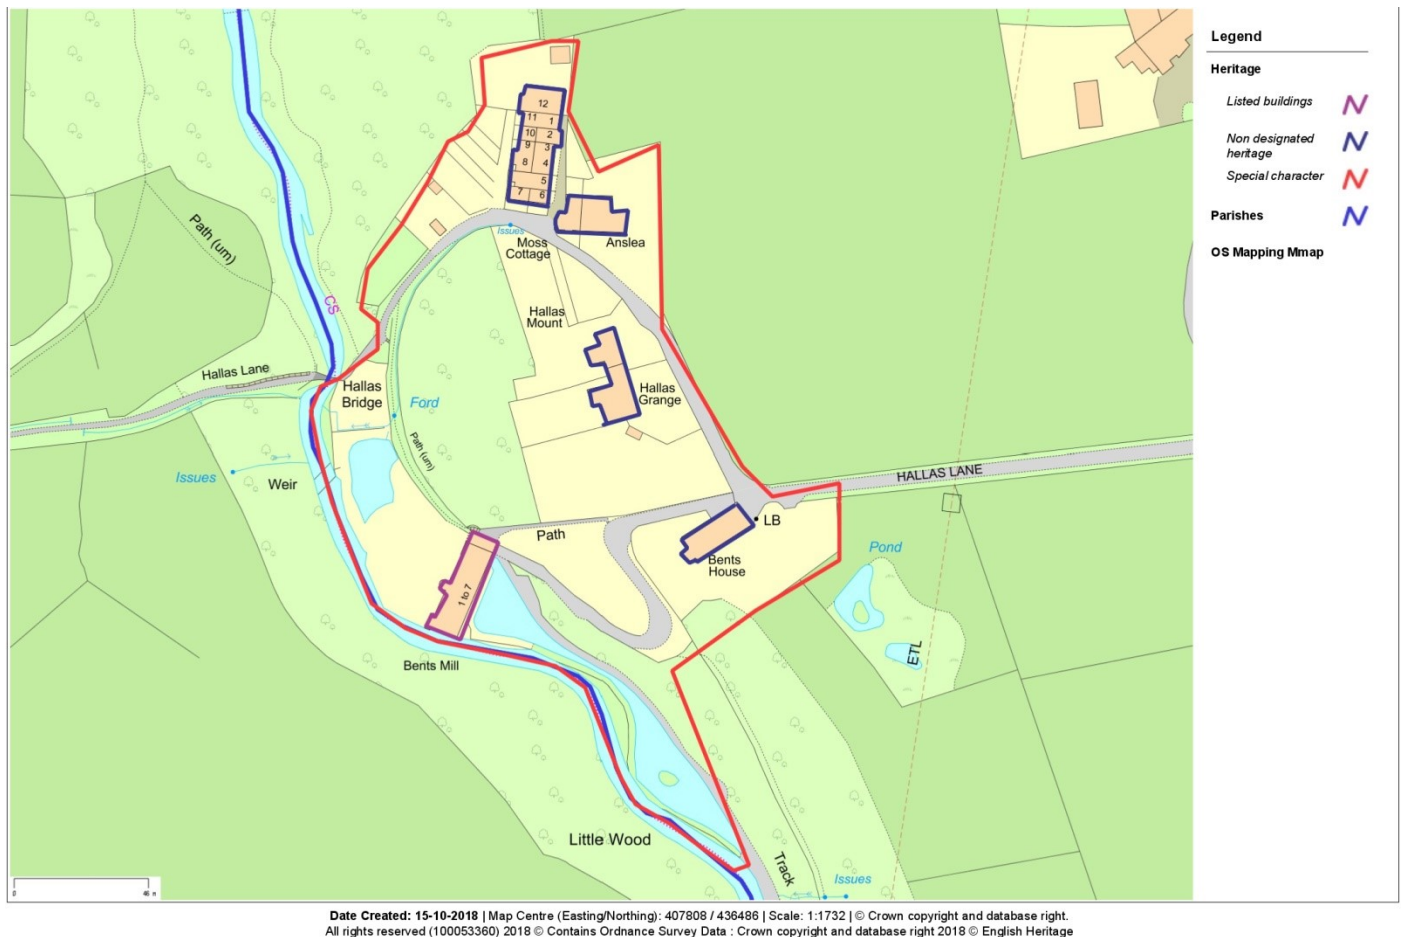 Legend
Heritage
Listed buildings
Non designated
heritage
Special character
Parishes
OS Mapping Mmap
12
11 1
10 2
9 3
8 4
5
7 6
Path (um)
Issues
Moss
Cottage
Anslea
CS
Hallas
Mount
Hallas Lane
Hallas
Bridge
Ford
Hallas
Grange
Path (um)
Issues
Weir
HALLAS LANE
LB
Path
Bents
House
Pond
1 to 7
ETL
Bents Mill
Little Wood
Track
Issues
0
Date Created: 15-10-2018 | Map Centre (Easting/Northing): 407808 / 436486 | Scale: 1:1732 | © Crown copyright and database right.
All rights reserved (100053360) 2018 © Contains Ordnance Survey Data : Crown copyright and database right 2018 © English Heritage